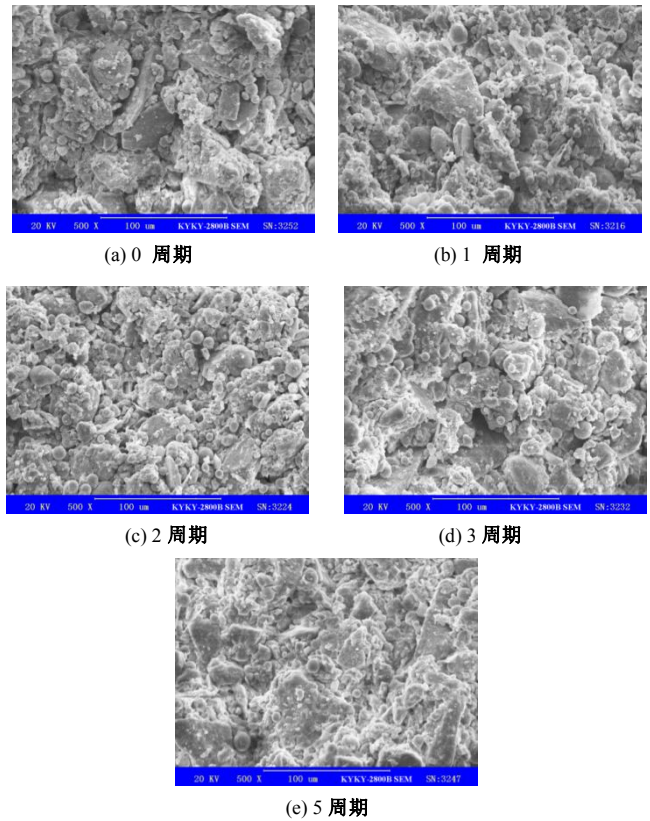 20 KV 500 X 100 um KYKY-2800B SEM SN:3252
20 KV 500 X 100 um KYKY-2800B SEM SN:3216
(a) 0 周期
(b) 1 周期
20 KV 500 X 100 um KYKY-2800B SEM SN:3224
20 KV 500 X 100 um KYKY-2800B SEM SN:3232
(c) 2 周期
(d) 3 周期
20 KV 500 X 100 um KYKY-2800B SEM SN:3247
(e) 5 周期